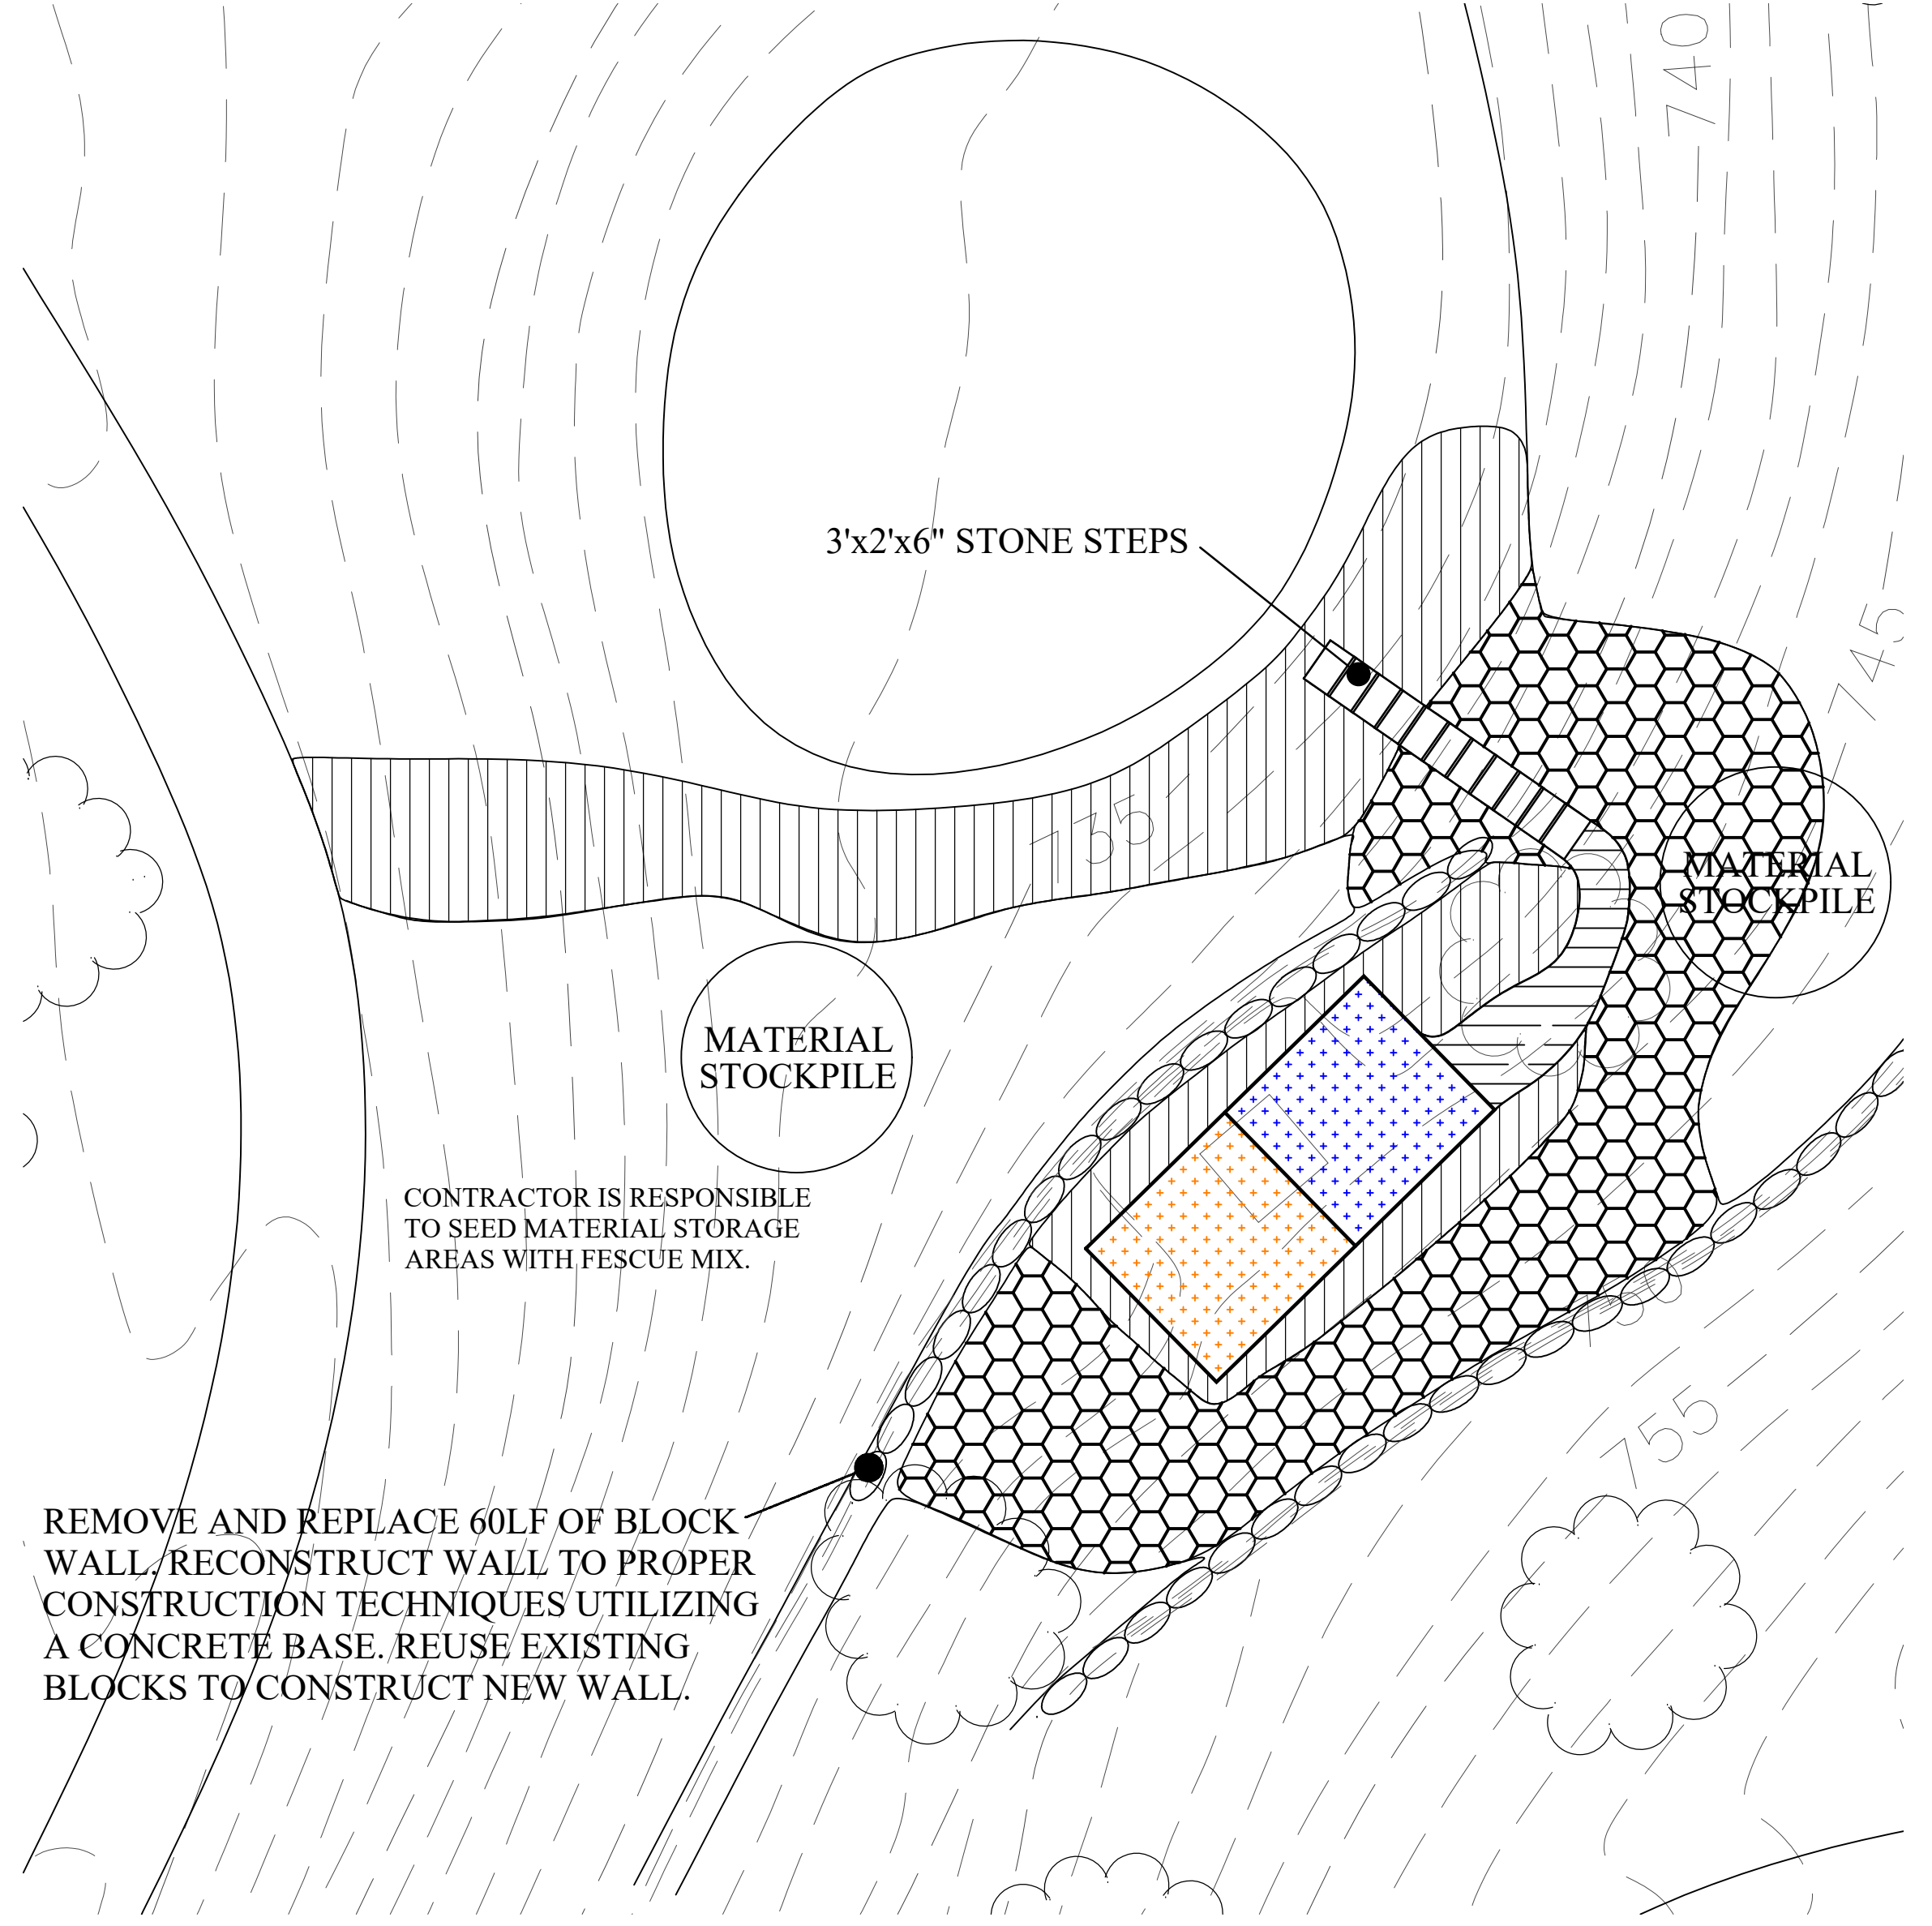 740
3'x2'x6" STONE STEPS
745
735
MATERIAL
STOCKPILE
MATERIAL
STOCKPILE
CONTRACTOR IS RESPONSIBLE
TO SEED MATERIAL STORAGE
AREAS WITH FESCUE MIX.
755
REMOVE AND REPLACE 60LF OF BLOCK
WALL. RECONSTRUCT WALL TO PROPER
CONSTRUCTION TECHNIQUES UTILIZING
A CONCRETE BASE. REUSE EXISTING
BLOCKS TO CONSTRUCT NEW WALL.